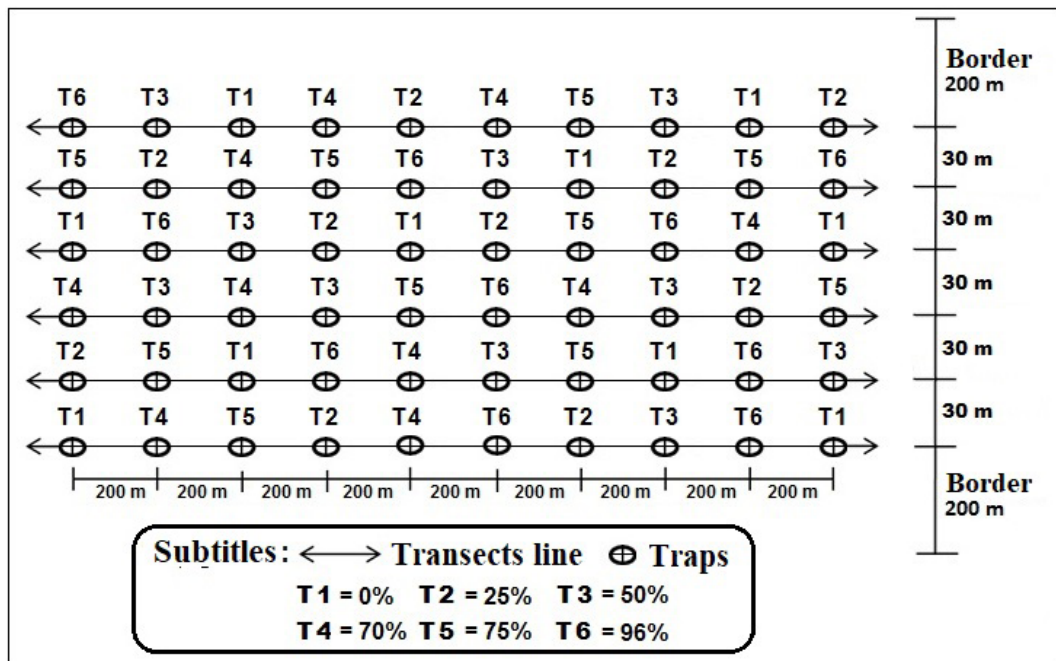 Border
200 m
T6 T3 T1 T4 T2 T4 T5 T3 T1 T2
T5 T2 T4 T5 T6 T3 T1 T2 T5 T6
30 m
T1 T6 T3 T2 T1 T2 T5 T6 T4 T1
30 m
T4 T3 T4 T3 T5 T6 T4 T3 T2 T5
30 m
T2 T5 T1 T6 T4 T3 T5 T1 T6 T3
30 m
T1 T4 T5 T2 T4 T6 T2 T3 T6 T1
30 m
200 m 200 m 200 m 200 m 200 m 200 m 200 m 200 m 200 m
Border
200 m
Subtitles: Transects line Traps
T1 = 0% T2 = 25% T3 = 50%
T4 = 70% T5 = 75% T6 = 96%